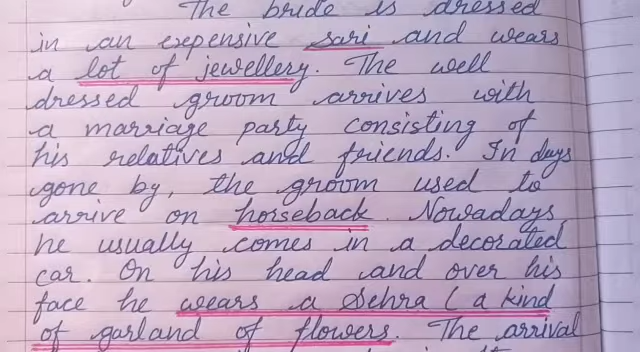 The bride is dressed
in an expensive sari and wears
a lot of jewellery. The well
dressed groom arrives with
a marriage party consisting of
his relatives and friends. In days
gone by, the groom used to
arrive on horseback. Nowadays
he usually comes in a decorated
car. On his head and over his
face he wears a Sehra ( a kind
of garland of flowers. The arrival